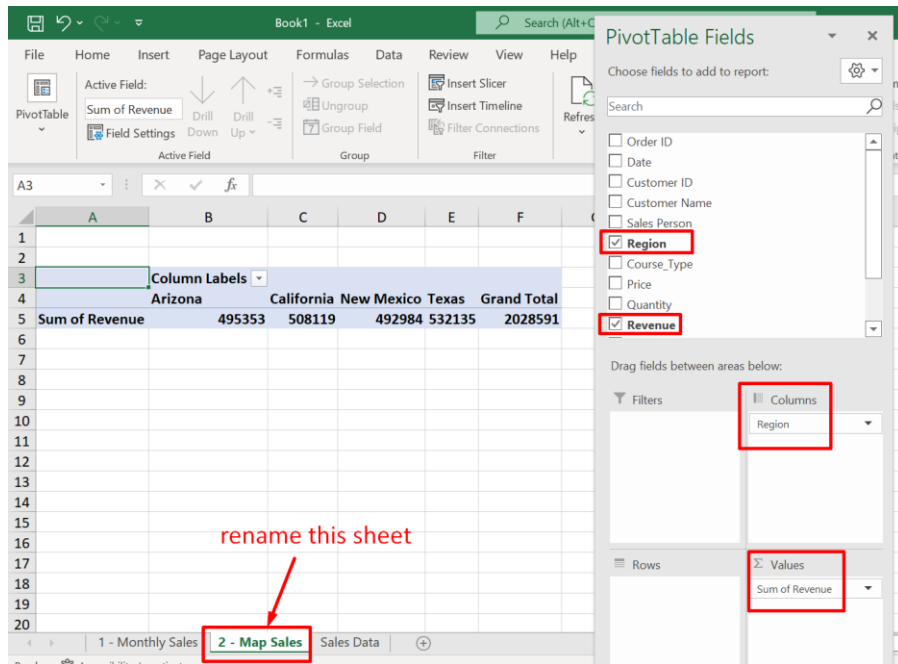 Book1 - Excel
Search (Alt+
File Home Insert Page Layout Formulas Data Review View Help
PivotTable
Active Field:
Sum of Revenue
Field Settings
Drill Down
Drill Up
Active Field
Group Selection
Ungroup
Group Field
Group
Insert Slicer
Insert Timeline
Filter Connections
Filter
A3
fx
A B C D E F
1
2
3 Column Labels
4 Arizona California New Mexico Texas Grand Total
5 Sum of Revenue 495353 508119 492984 532135 2028591
6
7
8
9
10
11
12
13
14
15
16
17
18
19
20
rename this sheet
1 - Monthly Sales 2 - Map Sales Sales Data
PivotTable Fields
Choose fields to add to report:
Search
Order ID
Date
Customer ID
Customer Name
Sales Person
Region
Course_Type
Price
Quantity
Revenue
Drag fields between areas below:
Filters
Columns
Region
Rows
Σ Values
Sum of Revenue